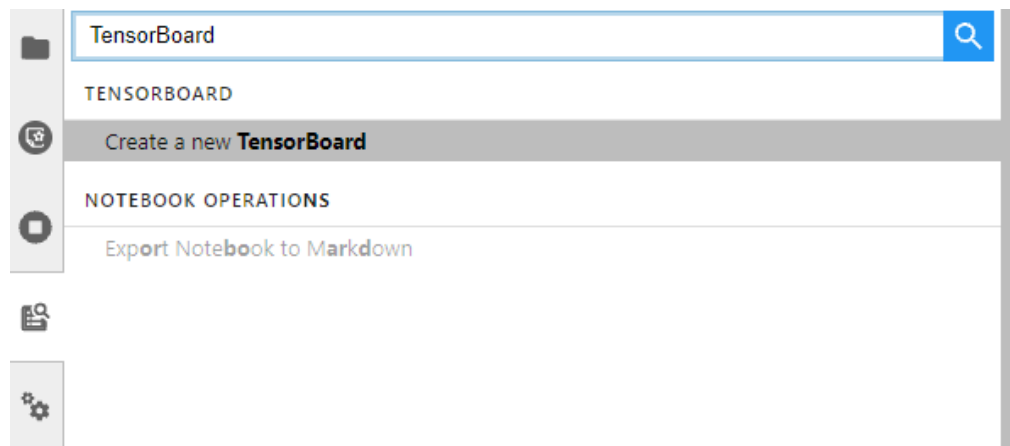 TensorBoard
TENSORBOARD
Create a new TensorBoard
NOTEBOOK OPERATIONS
Export Notebook to Markdown